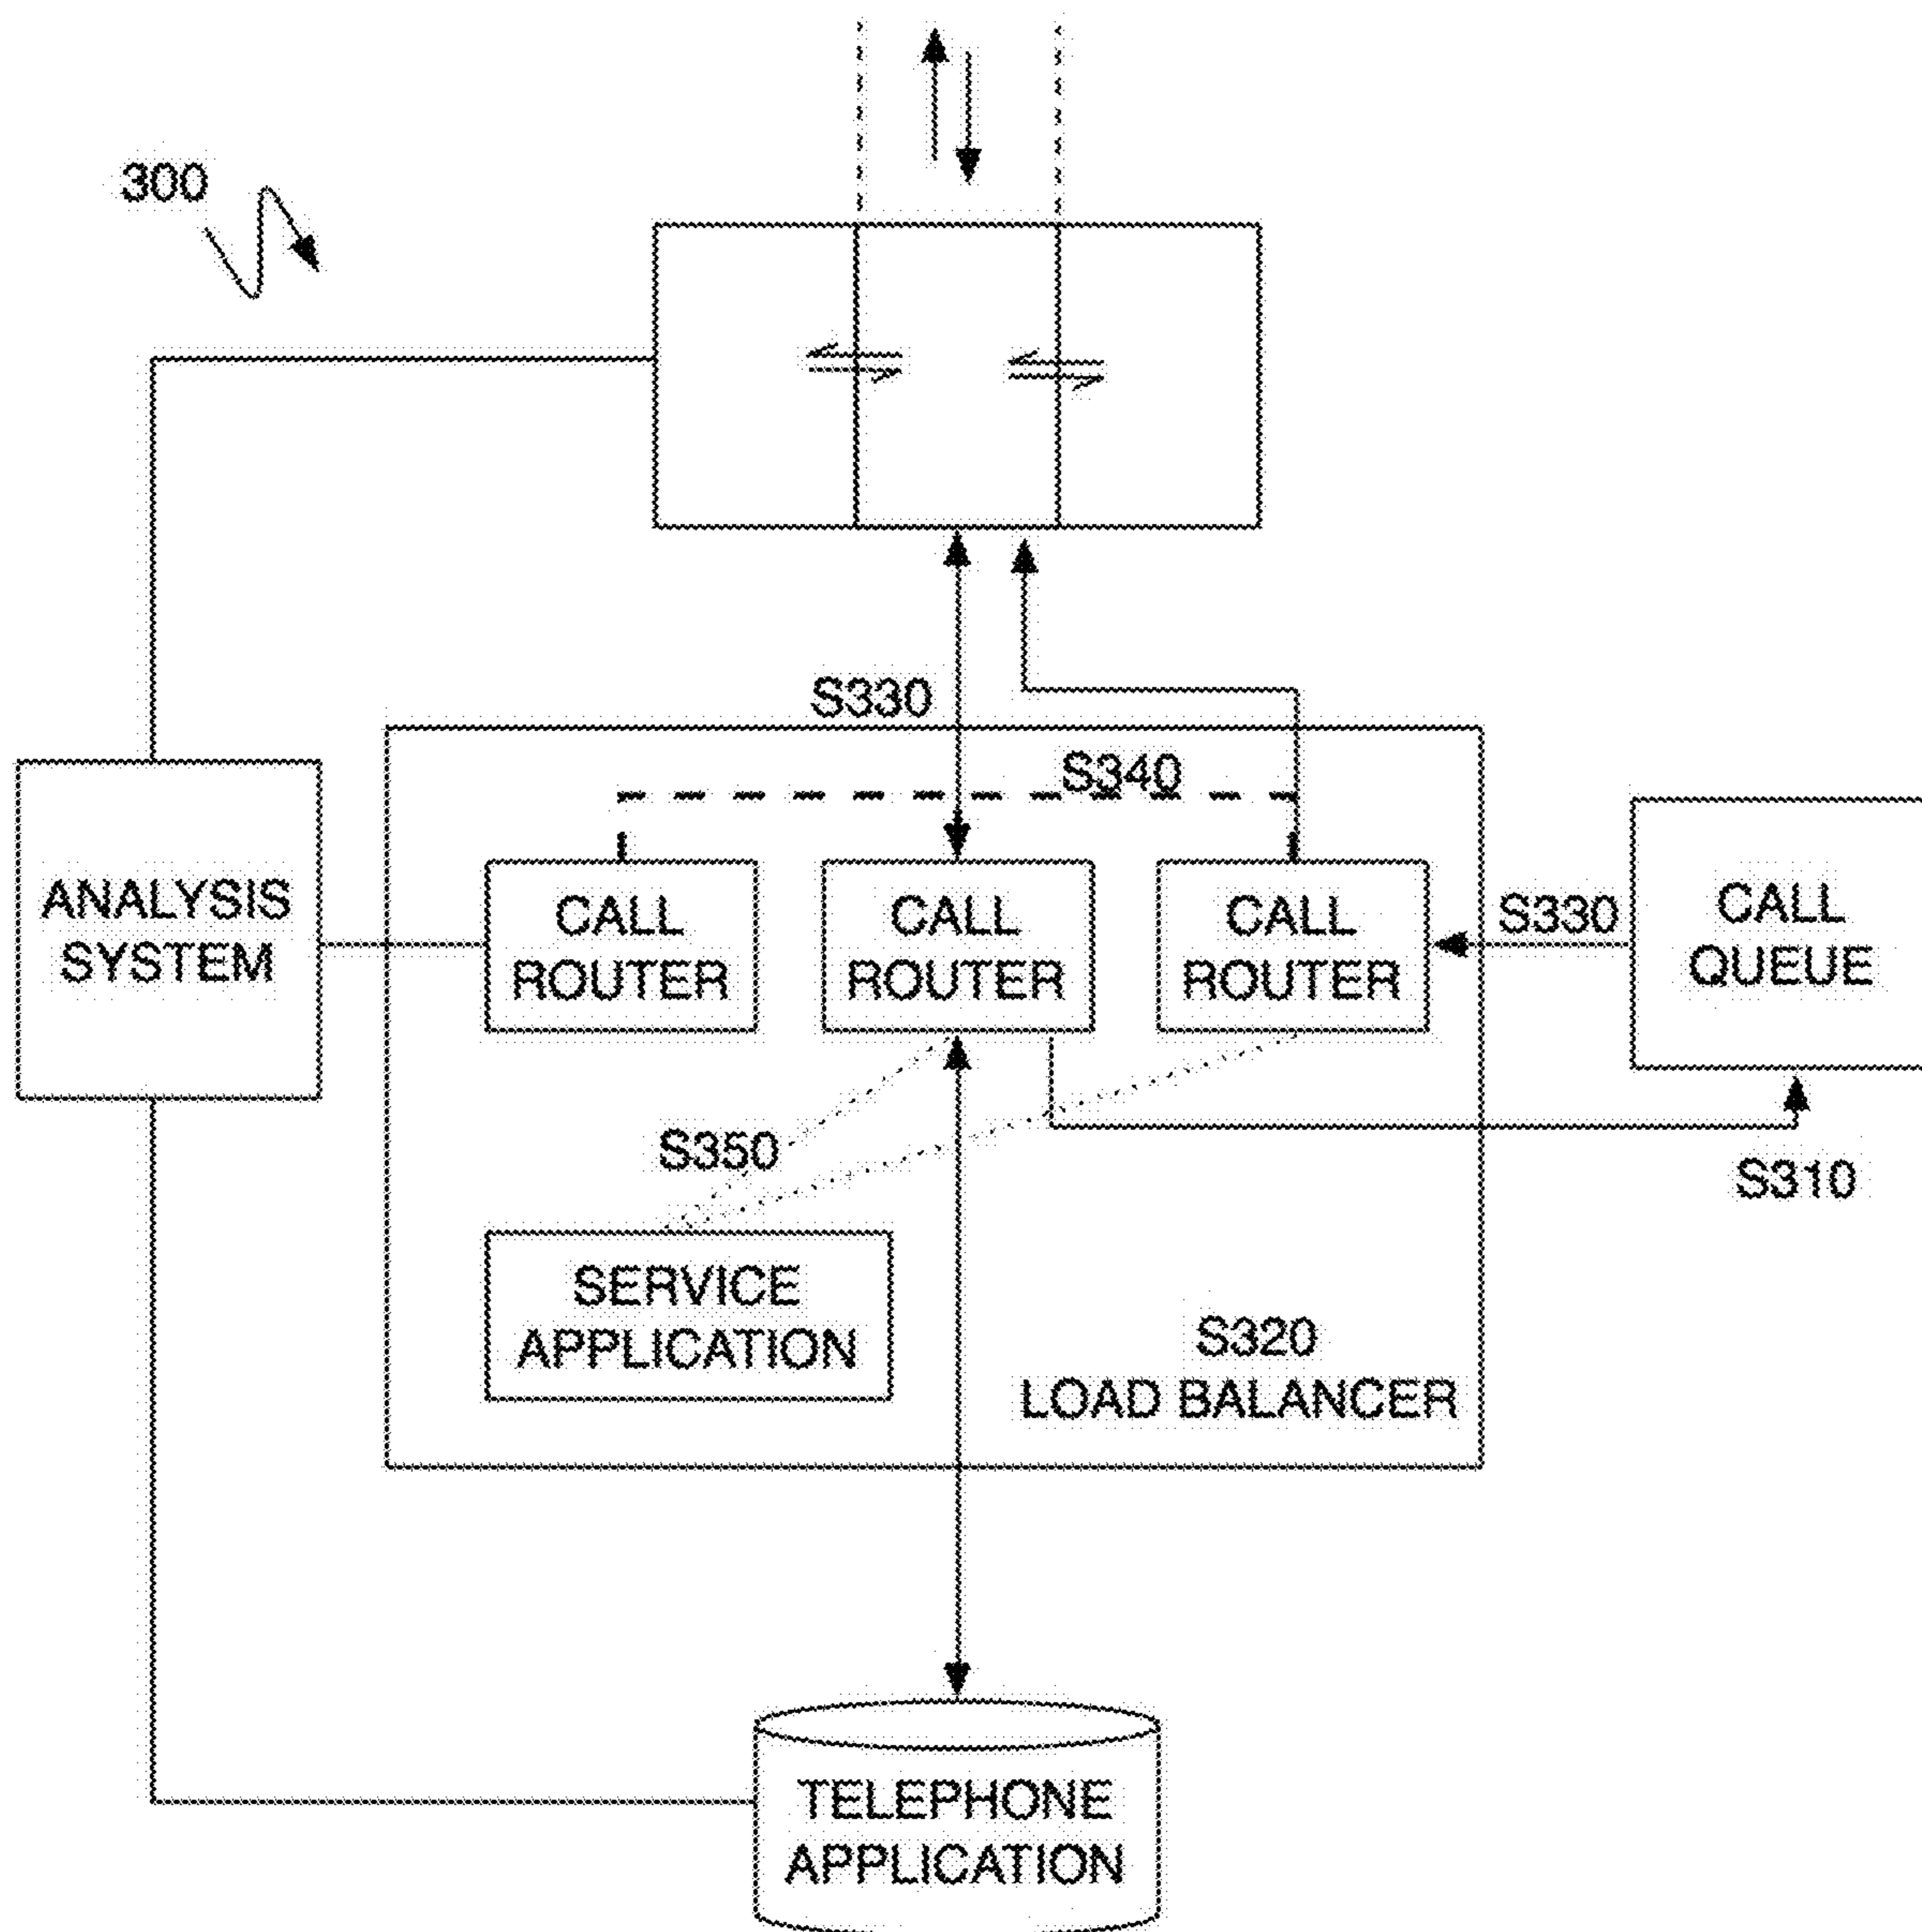 300
S330
S340
ANALYSIS
SYSTEM
CALL
ROUTER
CALL
ROUTER
CALL
ROUTER
S330
CALL
QUEUE
S350
S310
SERVICE
APPLICATION
S320
LOAD BALANCER
TELEPHONE
APPLICATION